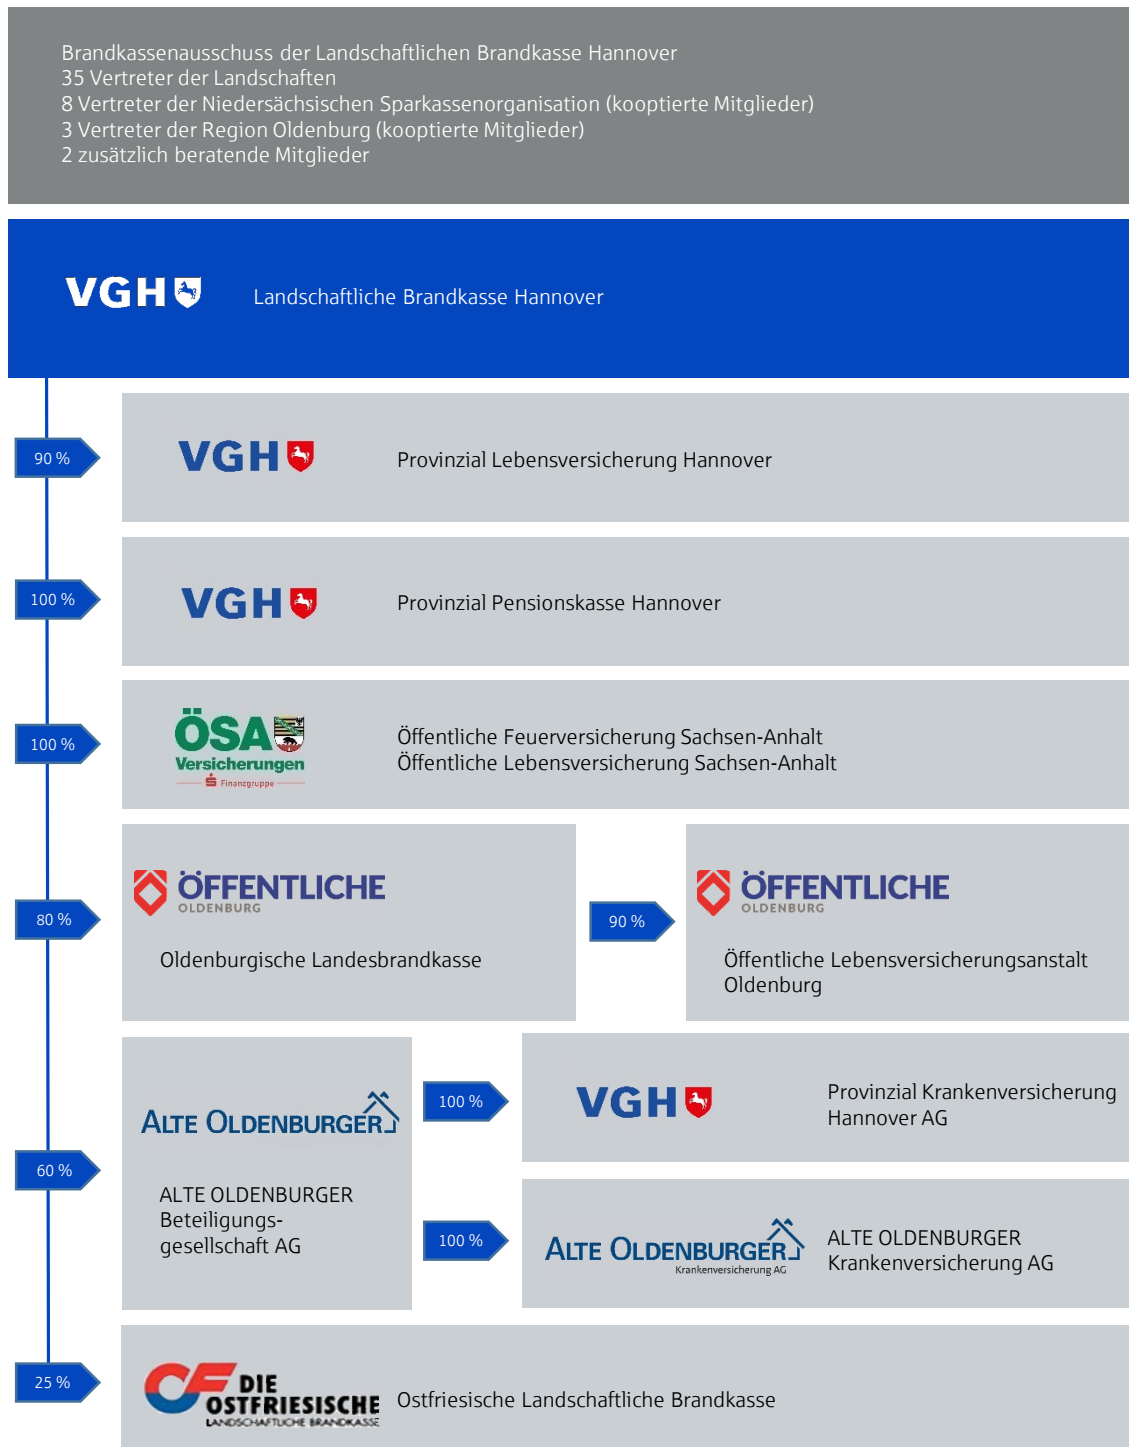 Brandkassenausschuss der Landschaftlichen Brandkasse Hannover
35 Vertreter der Landschaften
8 Vertreter der Niedersächsischen Sparkassenorganisation (kooptierte Mitglieder)
3 Vertreter der Region Oldenburg (kooptierte Mitglieder)
2 zusätzlich beratende Mitglieder
VGH
Landschaftliche Brandkasse Hannover
90 %
VGH
Provinzial Lebensversicherung Hannover
100 %
VGH
Provinzial Pensionskasse Hannover
100 %
ÖSA
Versicherungen
Finanzgruppe
Öffentliche Feuerversicherung Sachsen-Anhalt
Öffentliche Lebensversicherung Sachsen-Anhalt
80 %
ÖFFENTLICHE
OLDENBURG
Oldenburgische Landesbrandkasse
90 %
ÖFFENTLICHE
OLDENBURG
Öffentliche Lebensversicherungsanstalt
Oldenburg
60 %
ALTE OLDENBURGER
ALTE OLDENBURGER
Beteiligungs-
gesellschaft AG
100 %
VGH
Provinzial Krankenversicherung
Hannover AG
100 %
ALTE OLDENBURGER
Krankenversicherung AG
ALTE OLDENBURGER
Krankenversicherung AG
25 %
DIE
OSTFRIESISCHE
LANDSCHAFTLICHE BRANDKASSE
Ostfriesische Landschaftliche Brandkasse